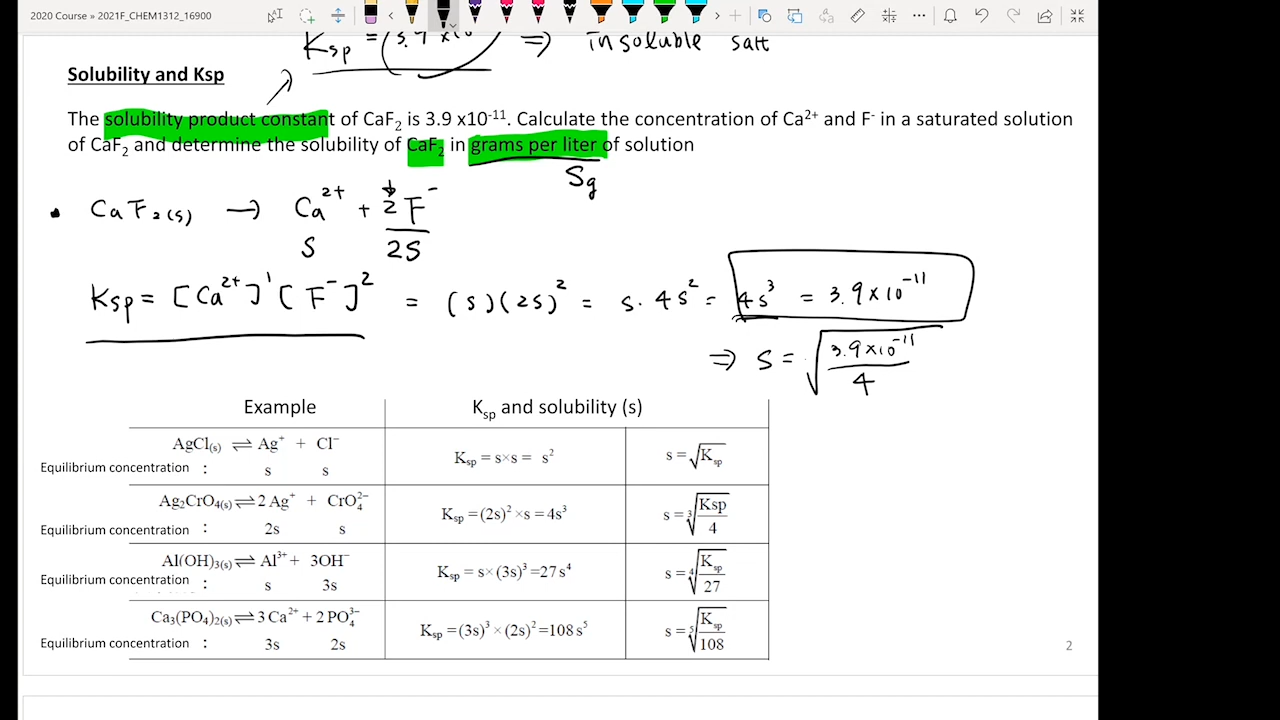 2020 Course » 2021F_CHEM1312_16900
Ksp = (3.9 x10 ⇒ insoluble salt
Solubility and Ksp
The solubility product constant of CaF₂ is 3.9 x10⁻¹¹. Calculate the concentration of Ca²⁺ and F⁻ in a saturated solution
of CaF₂ and determine the solubility of CaF₂ in grams per liter of solution
Sg
• CaF₂(s) → Ca²⁺ + 2F⁻
S 2S
Ksp = [Ca²⁺]¹[F⁻]² = (s)(2s)² = s·4s² = 4s³ = 3.9x10⁻¹¹
⇒ S = √(3.9x10⁻¹¹/4)
Example Ksp and solubility (s)
AgCl(s) ⇌ Ag⁺ + Cl⁻
Equilibrium concentration : s s
Ksp = s×s = s² s = √Ksp
Ag₂CrO₄(s) ⇌ 2 Ag⁺ + CrO₄²⁻
Equilibrium concentration : 2s s
Ksp = (2s)² ×s = 4s³ s = ³√(Ksp/4)
Al(OH)₃(s) ⇌ Al³⁺ + 3OH⁻
Equilibrium concentration : s 3s
Ksp = s×(3s)³ =27s⁴ s = ⁴√(Ksp/27)
Ca₃(PO₄)₂(s) ⇌ 3 Ca²⁺ + 2 PO₄³⁻
Equilibrium concentration : 3s 2s
Ksp = (3s)³ ×(2s)² =108s⁵ s = ⁵√(Ksp/108)
2